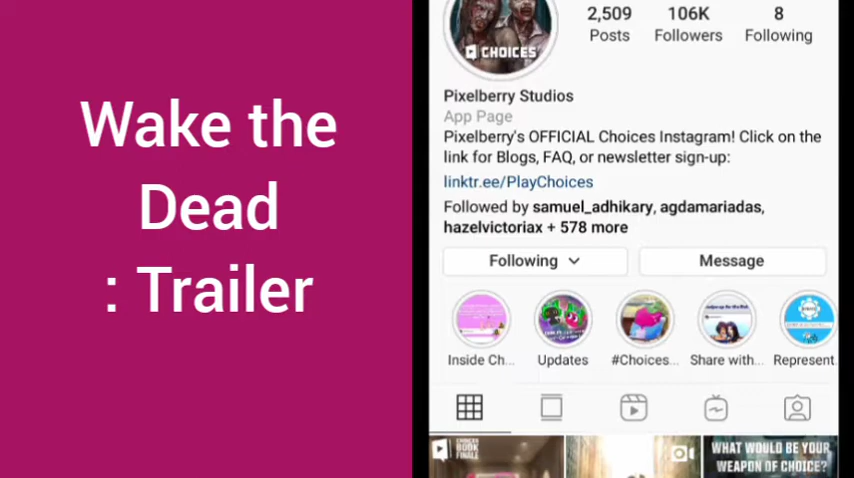 Wake the
Dead
: Trailer
CHOICES
2,509
106K
8
Posts
Followers
Following
Pixelberry Studios
App Page
Pixelberry's OFFICIAL Choices Instagram! Click on the
link for Blogs, FAQ, or newsletter sign-up:
linktr.ee/PlayChoices
Followed by samuel_adhikary, agdamariadas,
hazelvictoriax + 578 more
Following
Message
Inside Ch...
Updates
#Choices...
Share with...
Represent
CHOICES
BOOK
FINALE
WHAT WOULD BE YOUR
WEAPON OF CHOICE?